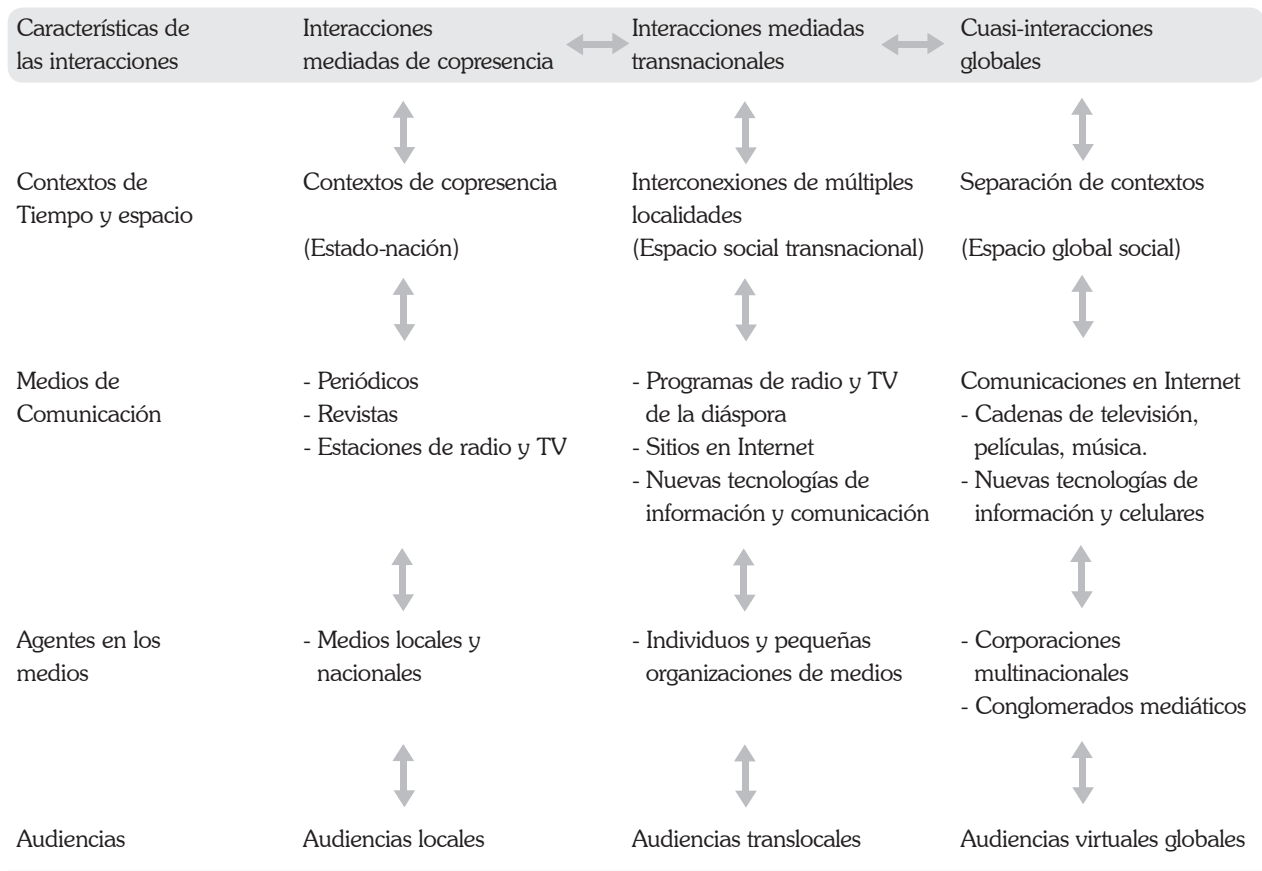 Características de
las interacciones
Interacciones
mediadas de copresencia
Interacciones mediadas
transnacionales
Cuasi-interacciones
globales
Contextos de
Tiempo y espacio
Contextos de copresencia
(Estado-nación)
Interconexiones de múltiples
localidades
(Espacio social transnacional)
Separación de contextos
(Espacio global social)
Medios de
Comunicación
- Periódicos
- Revistas
- Estaciones de radio y TV
- Programas de radio y TV
de la diáspora
- Sitios en Internet
- Nuevas tecnologías de
información y comunicación
Comunicaciones en Internet
- Cadenas de televisión,
películas, música.
- Nuevas tecnologías de
información y celulares
Agentes en los
medios
- Medios locales y
nacionales
- Individuos y pequeñas
organizaciones de medios
- Corporaciones
multinacionales
- Conglomerados mediáticos
Audiencias
Audiencias locales
Audiencias translocales
Audiencias virtuales globales